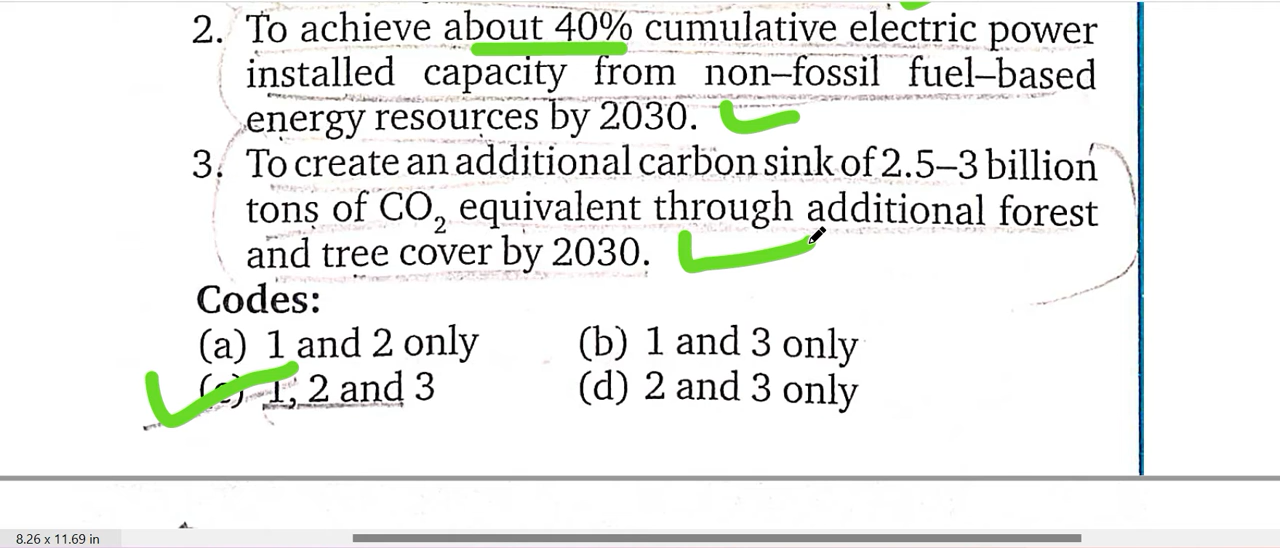 2. To achieve about 40% cumulative electric power
installed capacity from non–fossil fuel–based
energy resources by 2030.
3. To create an additional carbon sink of 2.5–3 billion
tons of CO₂ equivalent through additional forest
and tree cover by 2030.
Codes:
(a) 1 and 2 only (b) 1 and 3 only
(c) 1, 2 and 3 (d) 2 and 3 only
8.26 x 11.69 in